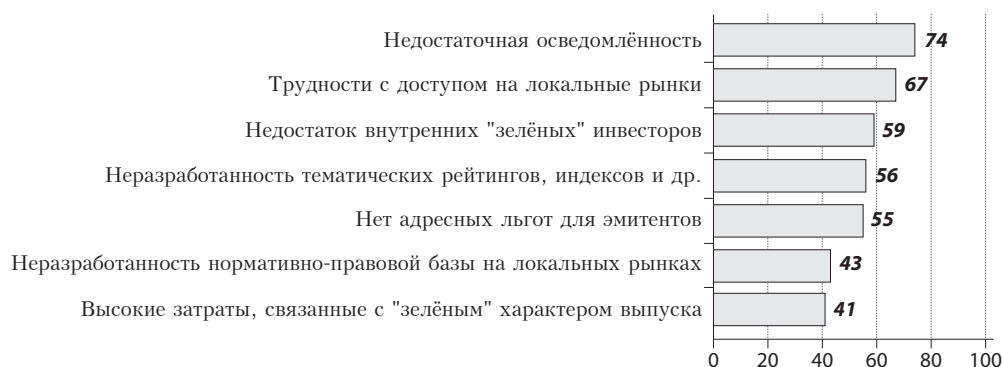 Недостаточная осведомлённость 74
Трудности с доступом на локальные рынки 67
Недостаток внутренних "зелёных" инвесторов 59
Неразработанность тематических рейтингов, индексов и др. 56
Нет адресных льгот для эмитентов 55
Неразработанность нормативно-правовой базы на локальных рынках 43
Высокие затраты, связанные с "зелёным" характером выпуска 41
0 20 40 60 80 100